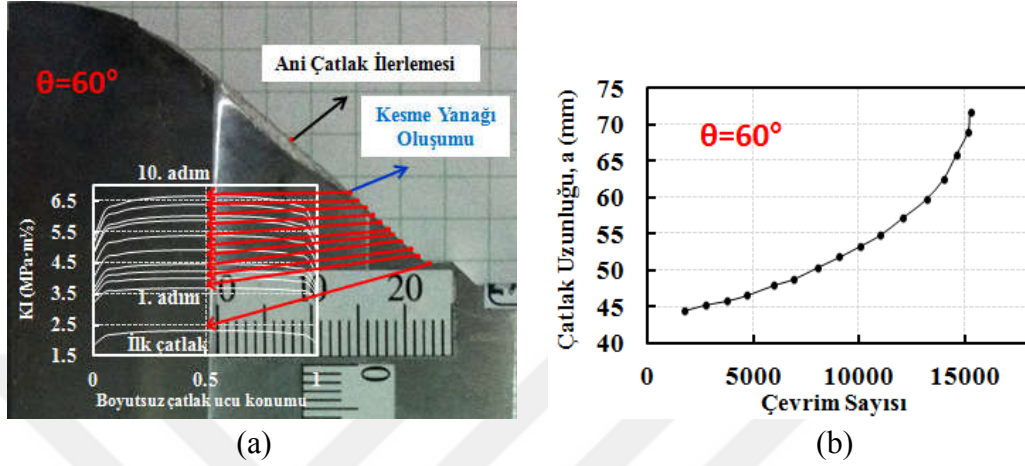 θ=60°
Ani Çatlak İlerlemesi
Kesme Yanağı
Oluşumu
10. adım
6.5
5.5
4.5
3.5
2.5
1.5
KI (MPa·m½)
1. adım
İlk çatlak
0 10 20
0
0 0.5 1
Boyutsuz çatlak ucu konumu
(a)
θ=60°
Çatlak Uzunluğu, a (mm)
75
70
65
60
55
50
45
40
0 5000 10000 15000
Çevrim Sayısı
(b)